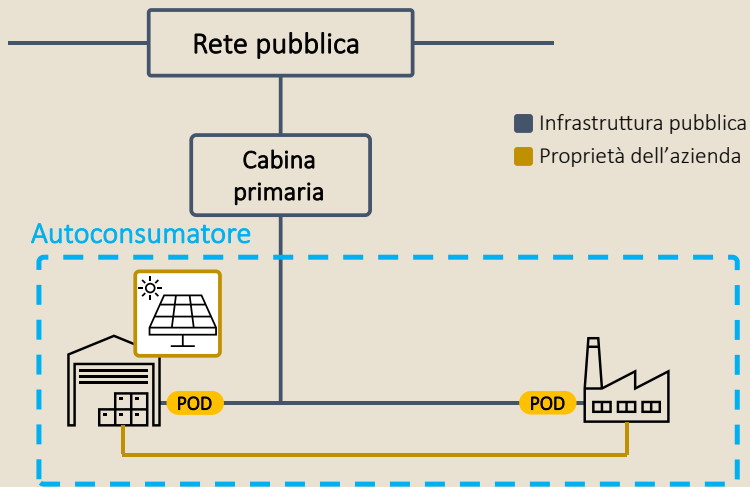 Rete pubblica
Infrastruttura pubblica
Proprietà dell'azienda
Cabina
primaria
Autoconsumatore
POD
POD